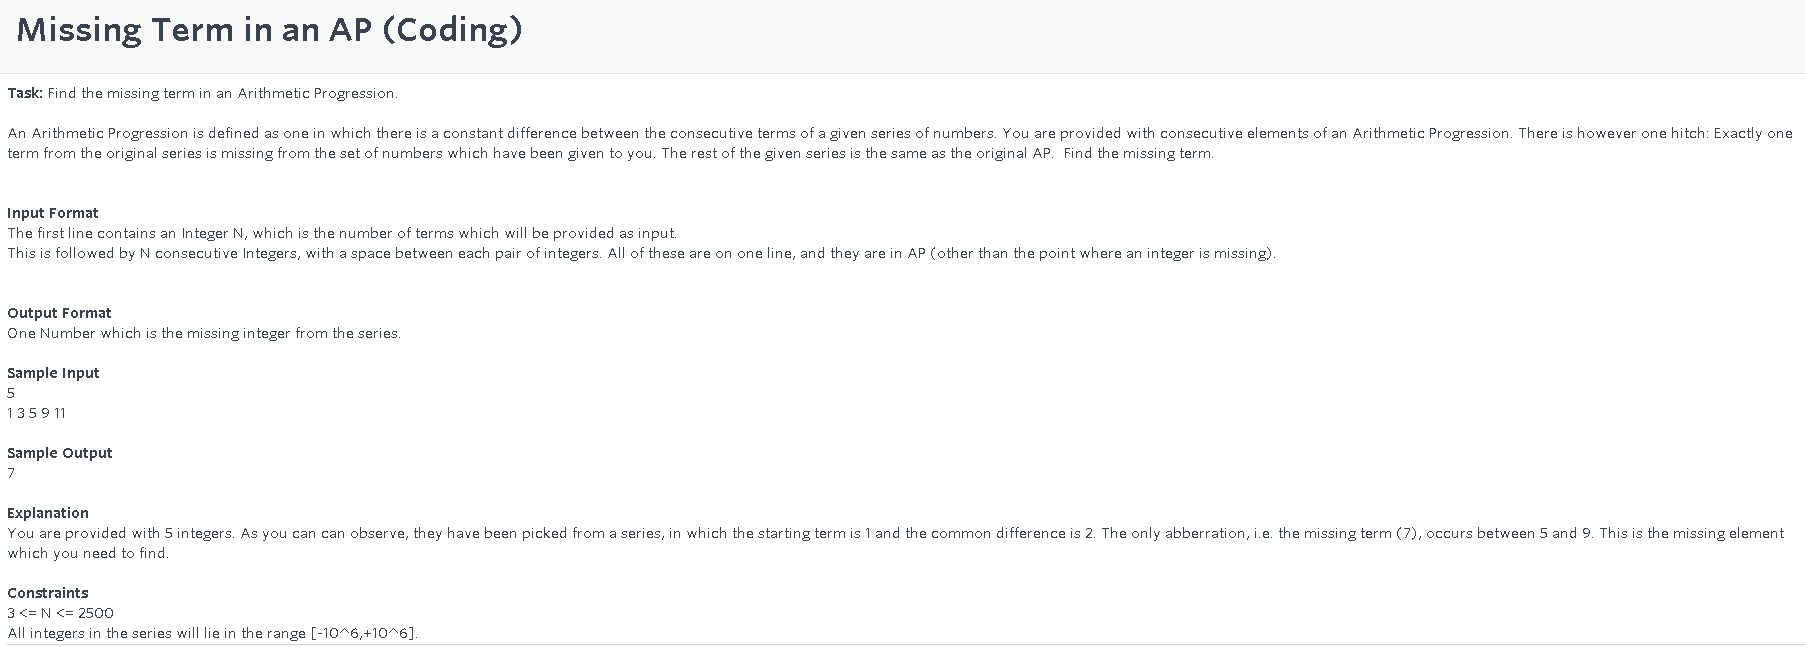 Missing Term in an AP (Coding)
Task: Find the missing term in an Arithmetic Progression.
An Arithmetic Progression is defined as one in which there is a constant difference between the consecutive terms of a given series of numbers. You are provided with consecutive elements of an Arithmetic Progression. There is however one hitch: Exactly one
term from the original series is missing from the set of numbers which have been given to you. The rest of the given series is the same as the original AP. Find the missing term.
Input Format
The first line contains an Integer N, which is the number of terms which will be provided as input.
This is followed by N consecutive Integers, with a space between each pair of integers. All of these are on one line, and they are in AP (other than the point where an integer is missing).
Output Format
One Number which is the missing integer from the series.
Sample Input
5
1 3 5 9 11
Sample Output
7
Explanation
You are provided with 5 integers. As you can can observe, they have been picked from a series, in which the starting term is 1 and the common difference is 2. The only abberration, i.e. the missing term (7), occurs between 5 and 9. This is the missing element
which you need to find.
Constraints
3 <= N <= 2500
All integers in the series will lie in the range [-10^6,+10^6].